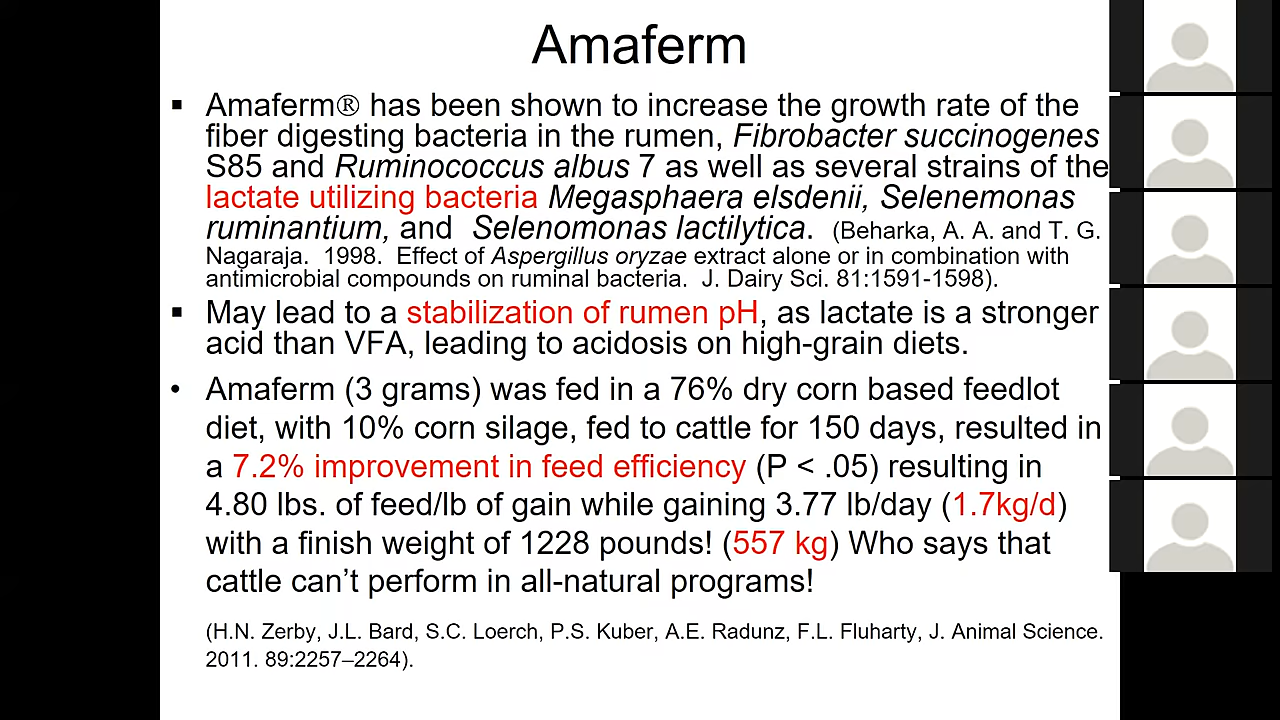 Amaferm
▪ Amaferm® has been shown to increase the growth rate of the
fiber digesting bacteria in the rumen, Fibrobacter succinogenes
S85 and Ruminococcus albus 7 as well as several strains of the
lactate utilizing bacteria Megasphaera elsdenii, Selenemonas
ruminantium, and Selenomonas lactilytica. (Beharka, A. A. and T. G.
Nagaraja. 1998. Effect of Aspergillus oryzae extract alone or in combination with
antimicrobial compounds on ruminal bacteria. J. Dairy Sci. 81:1591-1598).
▪ May lead to a stabilization of rumen pH, as lactate is a stronger
acid than VFA, leading to acidosis on high-grain diets.
• Amaferm (3 grams) was fed in a 76% dry corn based feedlot
diet, with 10% corn silage, fed to cattle for 150 days, resulted in
a 7.2% improvement in feed efficiency (P < .05) resulting in
4.80 lbs. of feed/lb of gain while gaining 3.77 lb/day (1.7kg/d)
with a finish weight of 1228 pounds! (557 kg) Who says that
cattle can’t perform in all-natural programs!
(H.N. Zerby, J.L. Bard, S.C. Loerch, P.S. Kuber, A.E. Radunz, F.L. Fluharty, J. Animal Science.
2011. 89:2257–2264).